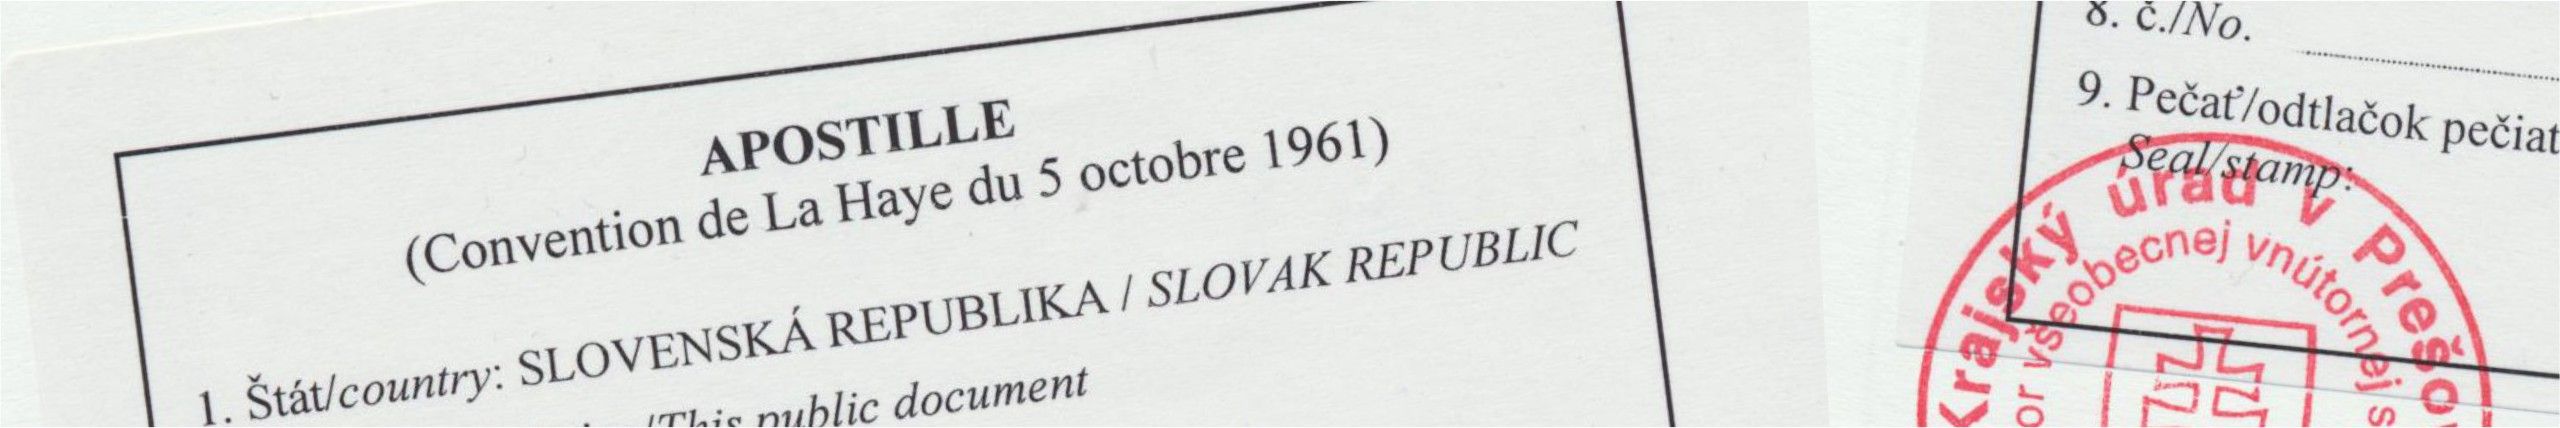 APOSTILLE
(Convention de La Haye du 5 octobre 1961)
1. Štát/country: SLOVENSKÁ REPUBLIKA / SLOVAK REPUBLIC
/This public document
8. č./No.
9. Pečať/odtlačok pečiat
Seal/stamp:
Krajský úrad v Prešo
or všeobecnej vnútornej s